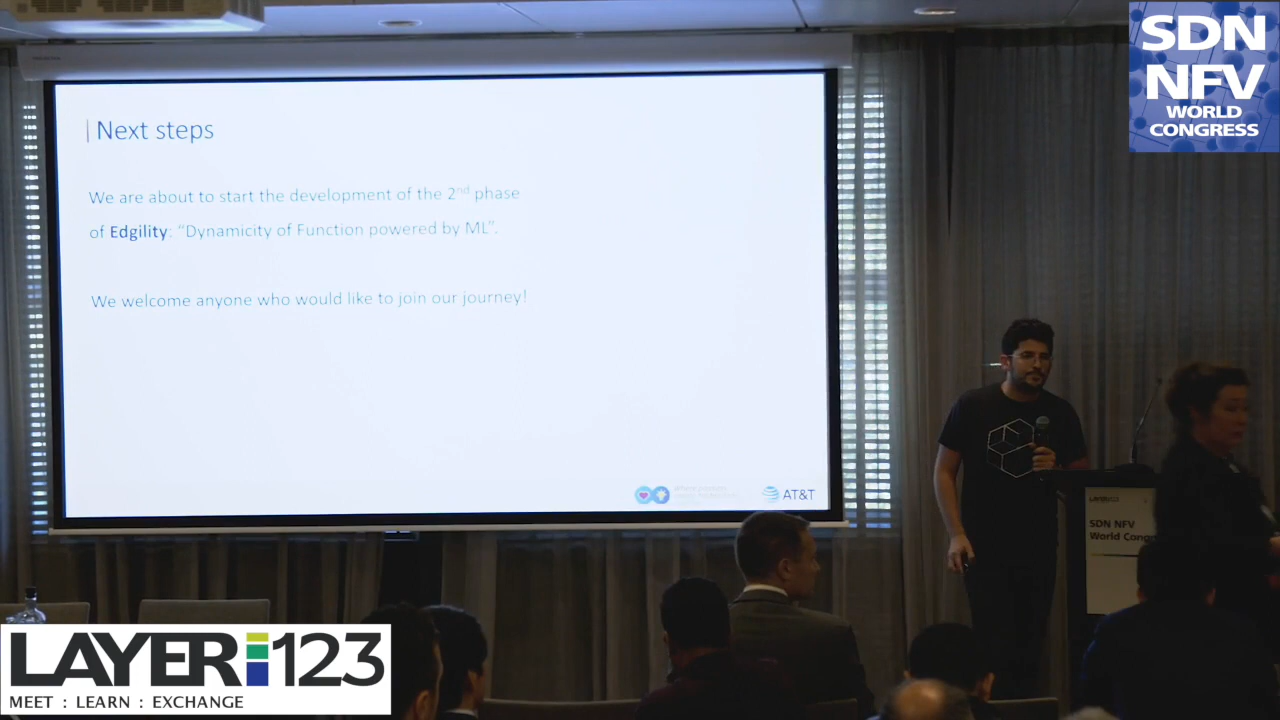 SDN
NFV
WORLD
CONGRESS
| Next steps
We are about to start the development of the 2nd phase
of Edgility: “Dynamicity of Function powered by ML”.
We welcome anyone who would like to join our journey!
AT&T
LAYER123
SDN NFV
World Cong
LAYER123
MEET : LEARN : EXCHANGE